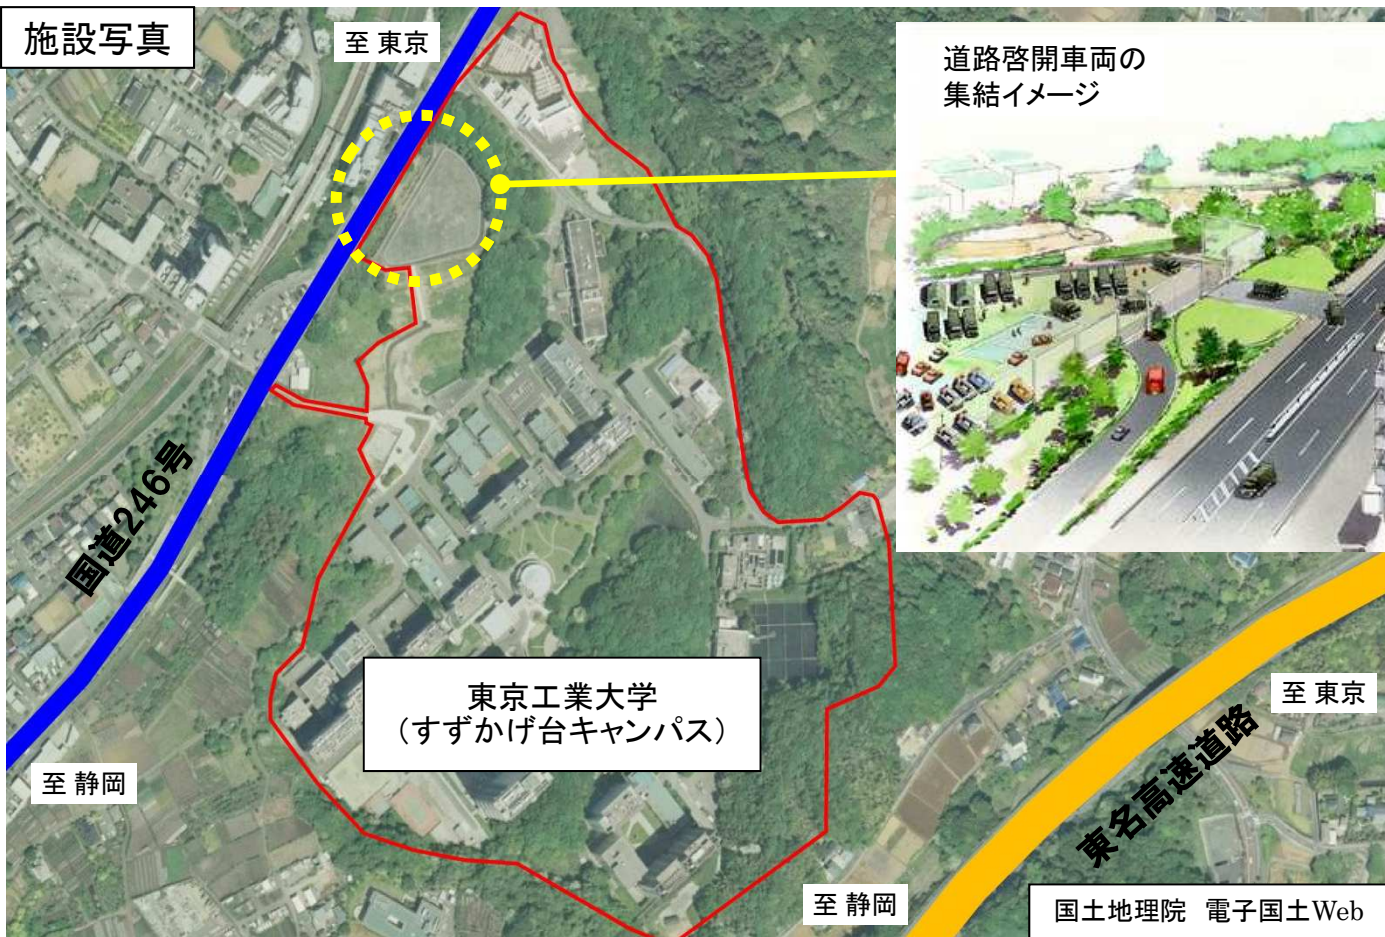 施設写真
至 東京
道路啓開車両の
集結イメージ
国道246号
東京工業大学
（すずかけ台キャンパス）
至 東京
至 静岡
東名高速道路
至 静岡
国土地理院 電子国土Web